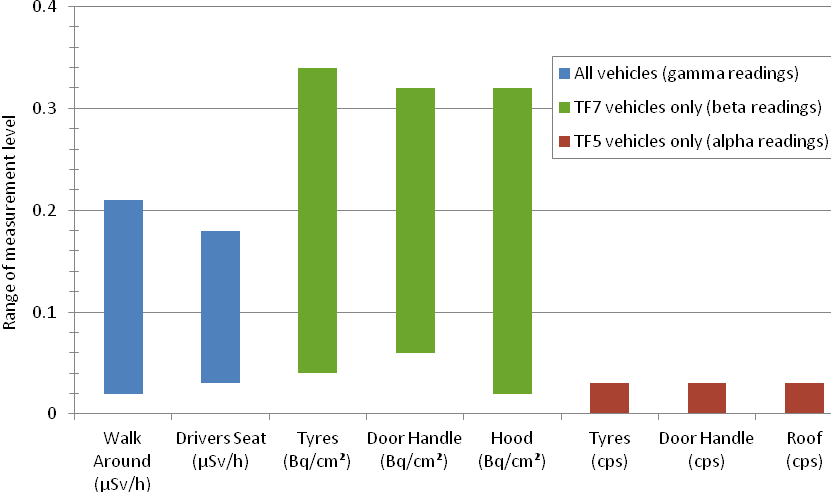 0.4
0.3
0.2
0.1
0
Range of measurement level
All vehicles (gamma readings)
TF7 vehicles only (beta readings)
TF5 vehicles only (alpha readings)
Walk
Around
(µSv/h)
Drivers Seat
(µSv/h)
Tyres
(Bq/cm²)
Door Handle
(Bq/cm²)
Hood
(Bq/cm²)
Tyres
(cps)
Door Handle
(cps)
Roof
(cps)